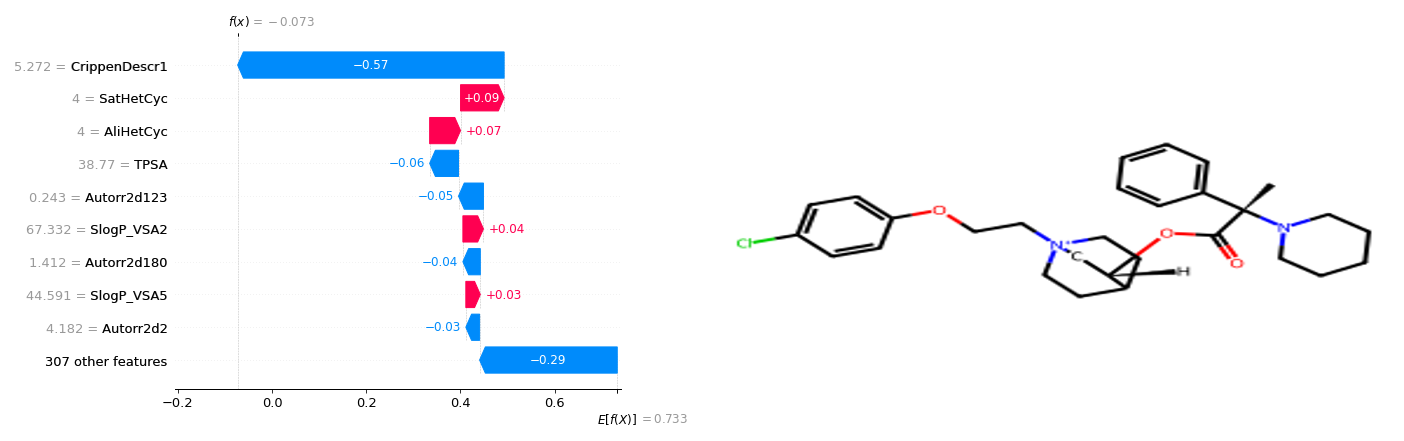 f(x) = −0.073
5.272 = CrippenDescr1
−0.57
4 = SatHetCyc
+0.09
4 = AliHetCyc
+0.07
38.77 = TPSA
−0.06
0.243 = Autorr2d123
−0.05
67.332 = SlogP_VSA2
+0.04
1.412 = Autorr2d180
−0.04
44.591 = SlogP_VSA5
+0.03
4.182 = Autorr2d2
−0.03
307 other features
−0.29
−0.2 0.0 0.2 0.4 0.6
E[f(X)] = 0.733
Cl
O
N+
C
O
H
O
N